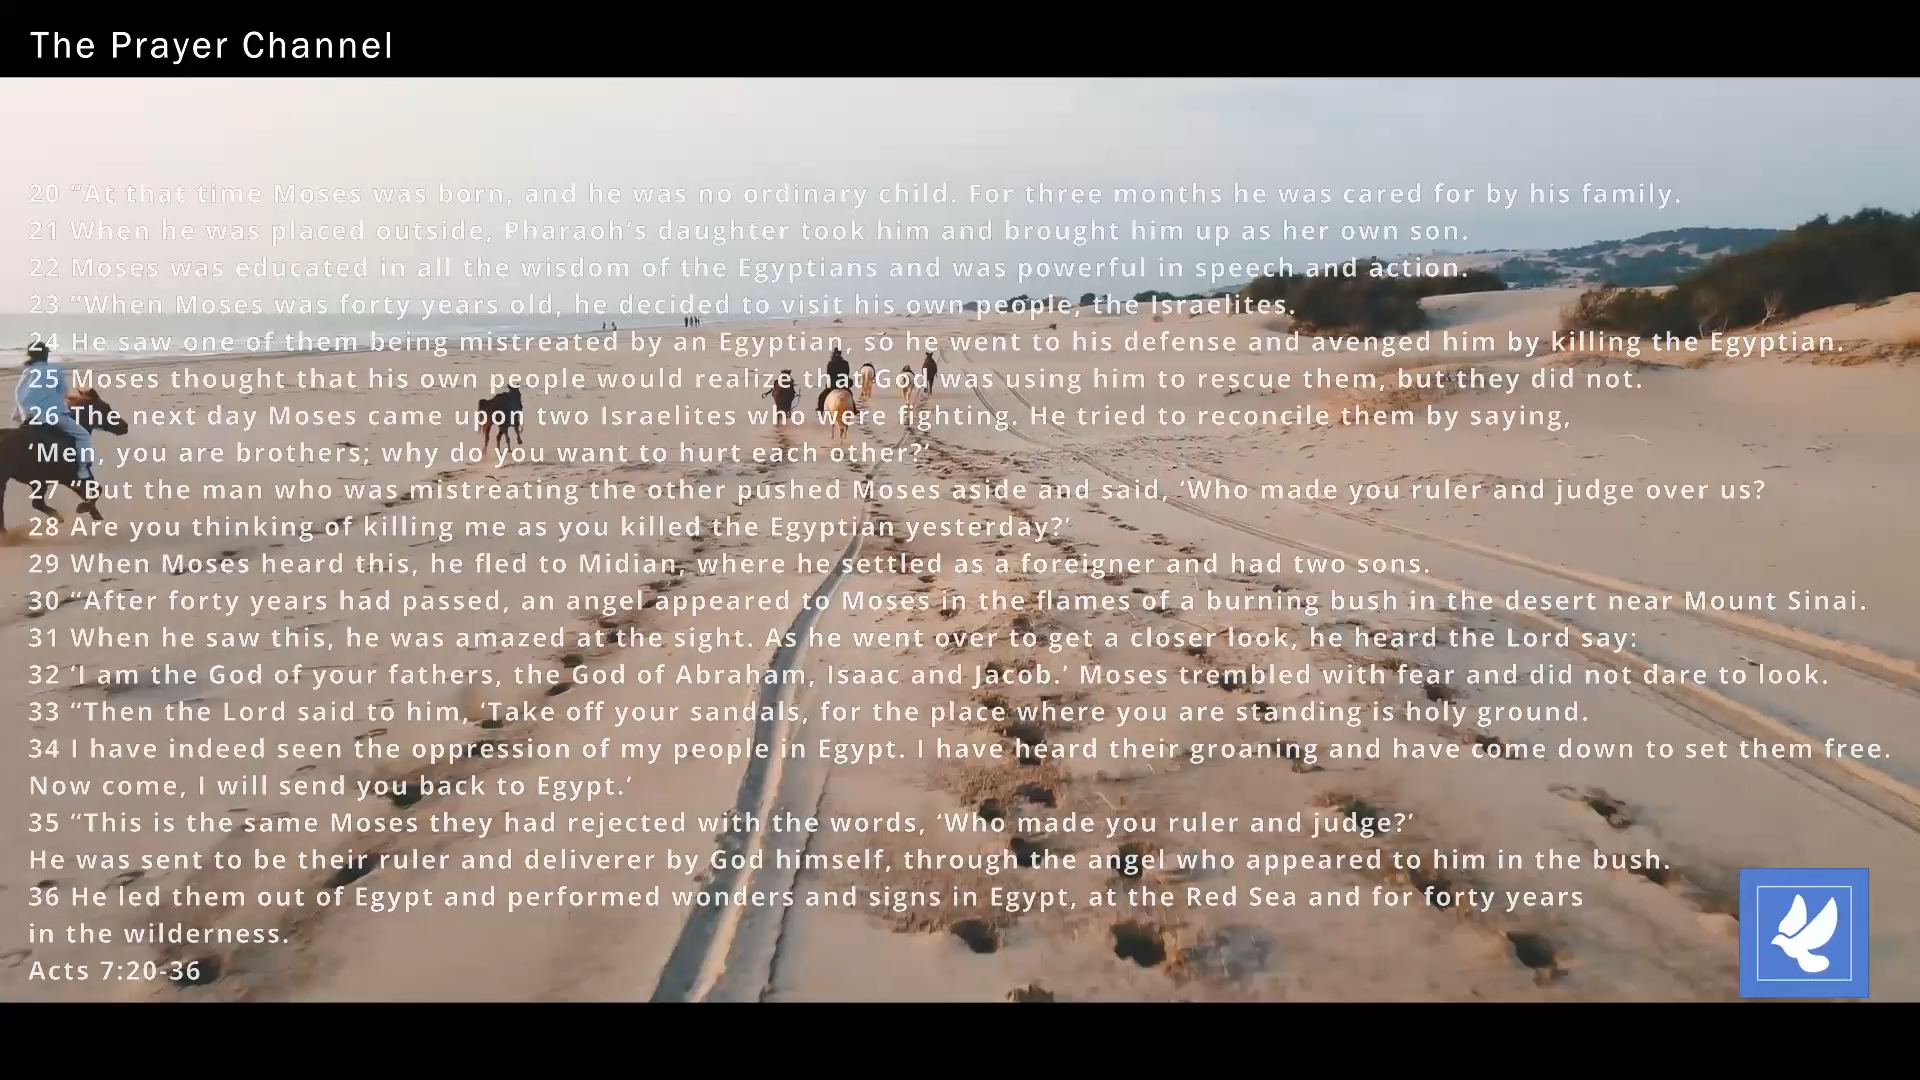 The Prayer Channel
20 “At that time Moses was born, and he was no ordinary child. For three months he was cared for by his family.
21 When he was placed outside, Pharaoh’s daughter took him and brought him up as her own son.
22 Moses was educated in all the wisdom of the Egyptians and was powerful in speech and action.
23 “When Moses was forty years old, he decided to visit his own people, the Israelites.
24 He saw one of them being mistreated by an Egyptian, so he went to his defense and avenged him by killing the Egyptian.
25 Moses thought that his own people would realize that God was using him to rescue them, but they did not.
26 The next day Moses came upon two Israelites who were fighting. He tried to reconcile them by saying,
‘Men, you are brothers; why do you want to hurt each other?’
27 “But the man who was mistreating the other pushed Moses aside and said, ‘Who made you ruler and judge over us?
28 Are you thinking of killing me as you killed the Egyptian yesterday?’
29 When Moses heard this, he fled to Midian, where he settled as a foreigner and had two sons.
30 “After forty years had passed, an angel appeared to Moses in the flames of a burning bush in the desert near Mount Sinai.
31 When he saw this, he was amazed at the sight. As he went over to get a closer look, he heard the Lord say:
32 ‘I am the God of your fathers, the God of Abraham, Isaac and Jacob.’ Moses trembled with fear and did not dare to look.
33 “Then the Lord said to him, ‘Take off your sandals, for the place where you are standing is holy ground.
34 I have indeed seen the oppression of my people in Egypt. I have heard their groaning and have come down to set them free.
Now come, I will send you back to Egypt.’
35 “This is the same Moses they had rejected with the words, ‘Who made you ruler and judge?’
He was sent to be their ruler and deliverer by God himself, through the angel who appeared to him in the bush.
36 He led them out of Egypt and performed wonders and signs in Egypt, at the Red Sea and for forty years
in the wilderness.
Acts 7:20-36